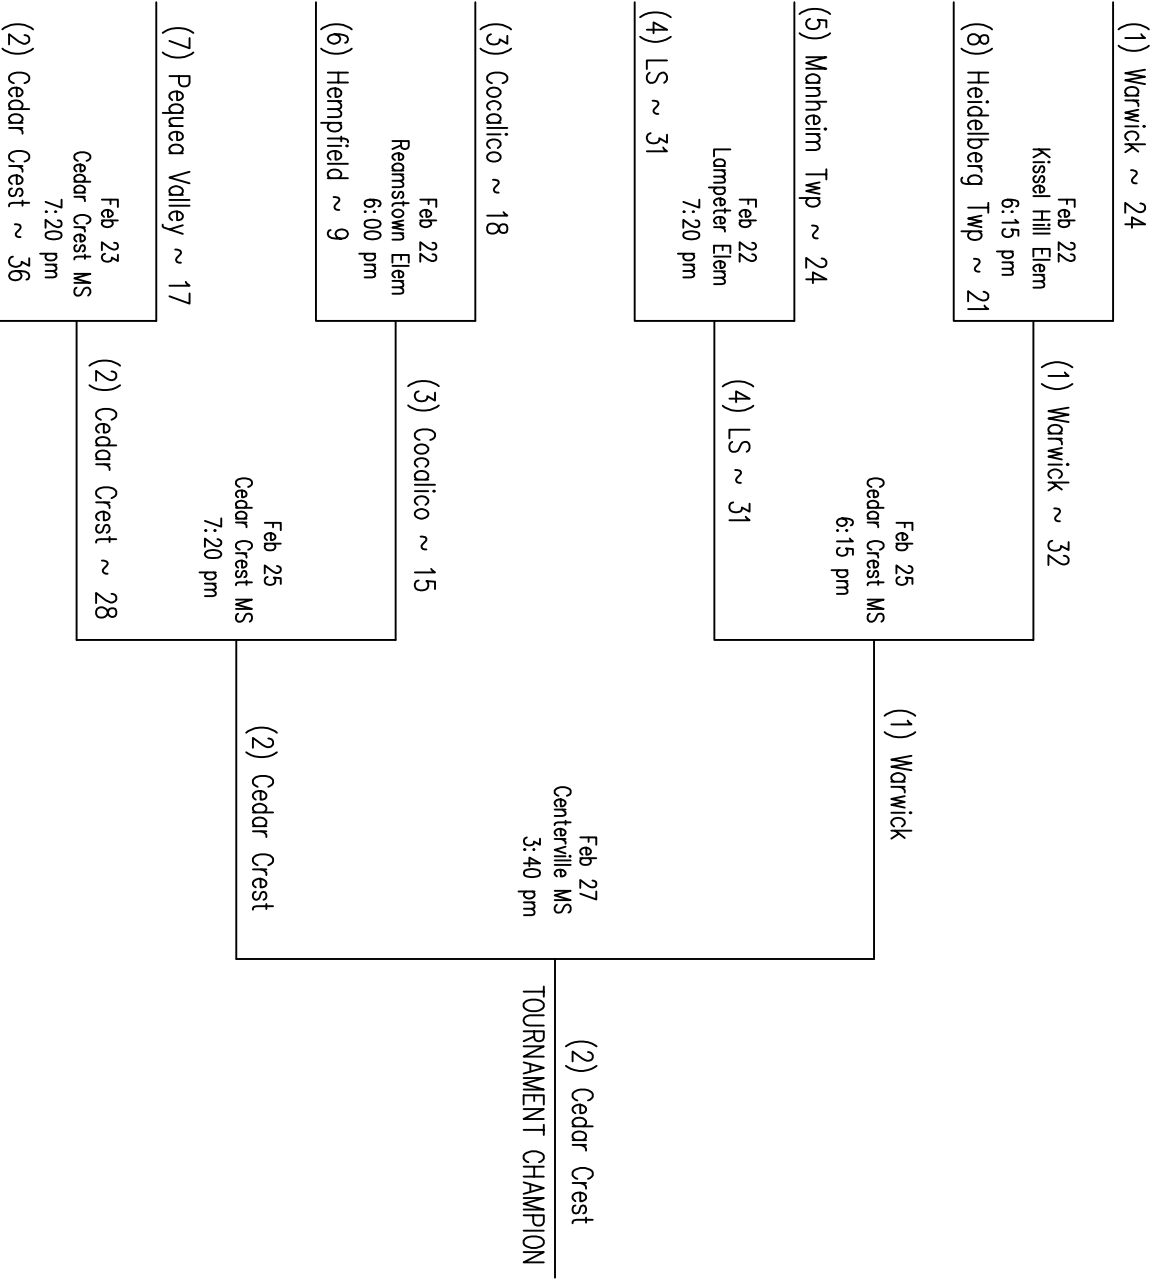 (1) Warwick ~ 24
Feb 22
Kissel Hill Elem
6:15 pm
(8) Heidelberg Twp ~ 21
(5) Manheim Twp ~ 24
Feb 22
Lampeter Elem
7:20 pm
(4) LS ~ 31
(3) Cocalico ~ 18
Feb 22
Reamstown Elem
6:00 pm
(6) Hempfield ~ 9
(7) Pequea Valley ~ 17
Feb 23
Cedar Crest MS
7:20 pm
(2) Cedar Crest ~ 36
(1) Warwick ~ 32
Feb 25
Cedar Crest MS
6:15 pm
(4) LS ~ 31
(3) Cocalico ~ 15
Feb 25
Cedar Crest MS
7:20 pm
(2) Cedar Crest ~ 28
(1) Warwick
Feb 27
Centerville MS
3:40 pm
(2) Cedar Crest
(2) Cedar Crest
TOURNAMENT CHAMPION